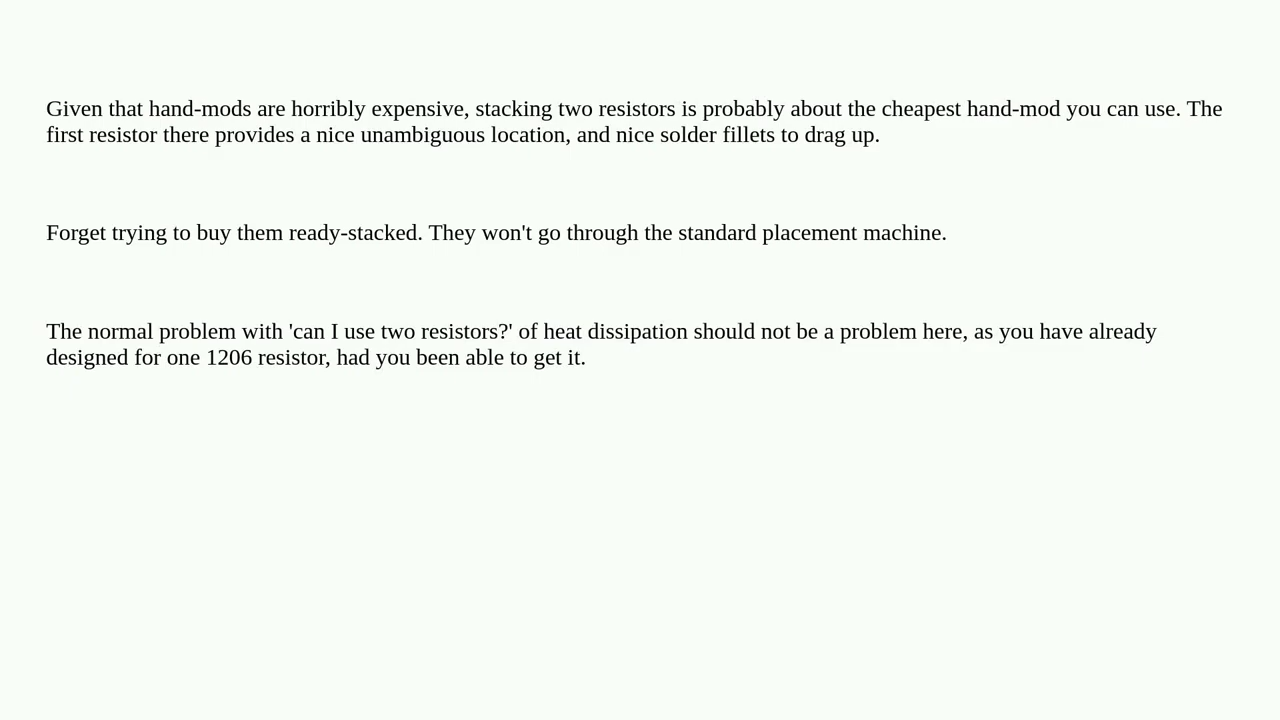 Given that hand-mods are horribly expensive, stacking two resistors is probably about the cheapest hand-mod you can use. The
first resistor there provides a nice unambiguous location, and nice solder fillets to drag up.
Forget trying to buy them ready-stacked. They won't go through the standard placement machine.
The normal problem with 'can I use two resistors?' of heat dissipation should not be a problem here, as you have already
designed for one 1206 resistor, had you been able to get it.